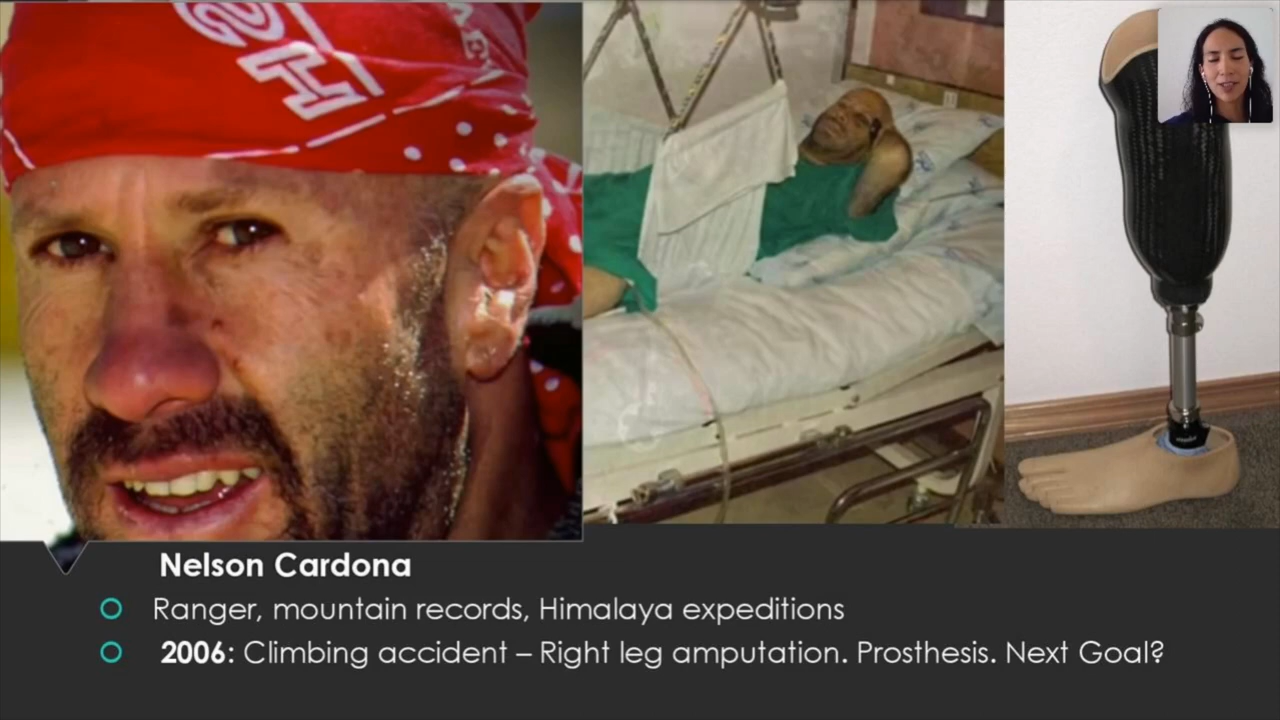 Nelson Cardona
Ranger, mountain records, Himalaya expeditions
2006: Climbing accident – Right leg amputation. Prosthesis. Next Goal?